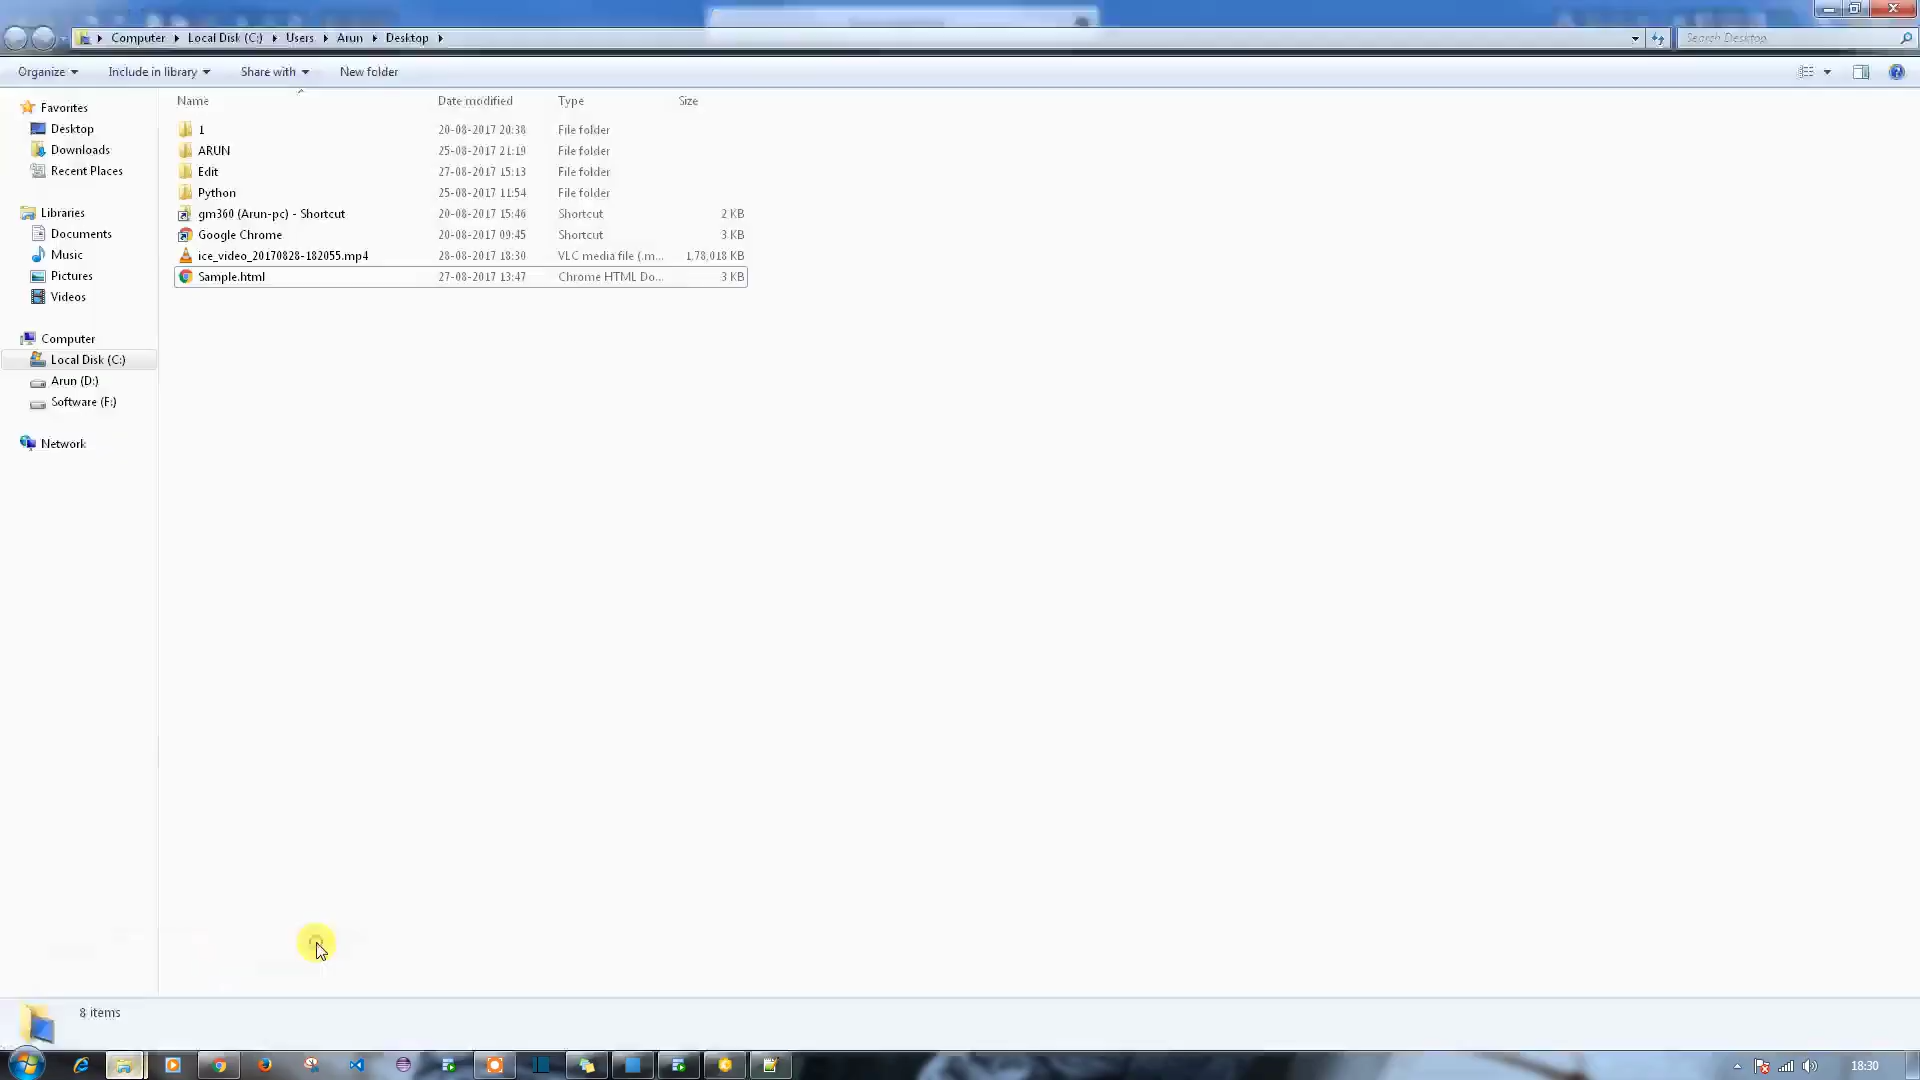 Computer Local Disk (C:) Users Arun Desktop
Search Desktop
Organize Include in library Share with New folder
Name Date modified Type Size
Favorites
Desktop
Downloads
Recent Places
Libraries
Documents
Music
Pictures
Videos
Computer
Local Disk (C:)
Arun (D:)
Software (F:)
Network
1 20-08-2017 20:38 File folder
ARUN 25-08-2017 21:19 File folder
Edit 27-08-2017 15:13 File folder
Python 25-08-2017 11:54 File folder
gm360 (Arun-pc) - Shortcut 20-08-2017 15:46 Shortcut 2 KB
Google Chrome 20-08-2017 09:45 Shortcut 3 KB
ice_video_20170828-182055.mp4 28-08-2017 18:30 VLC media file (.m... 1,78,018 KB
Sample.html 27-08-2017 13:47 Chrome HTML Do... 3 KB
8 items
18:30